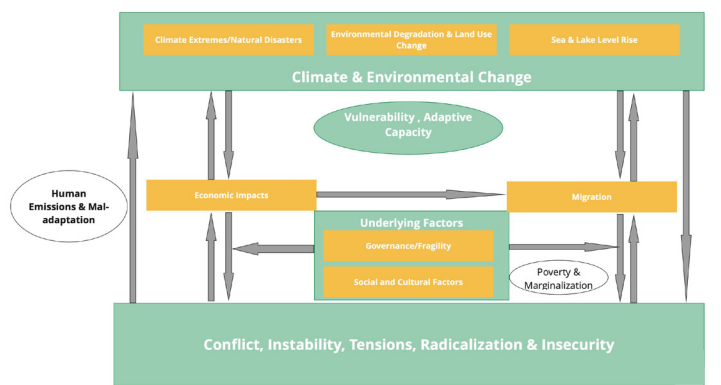 Climate Extremes/Natural Disasters
Environmental Degradation & Land Use
Change
Sea & Lake Level Rise
Climate & Environmental Change
Vulnerability , Adaptive
Capacity
Human
Emissions & Mal-
adaptation
Economic Impacts
Migration
Underlying Factors
Governance/Fragility
Social and Cultural Factors
Poverty &
Marginalization
Conflict, Instability, Tensions, Radicalization & Insecurity